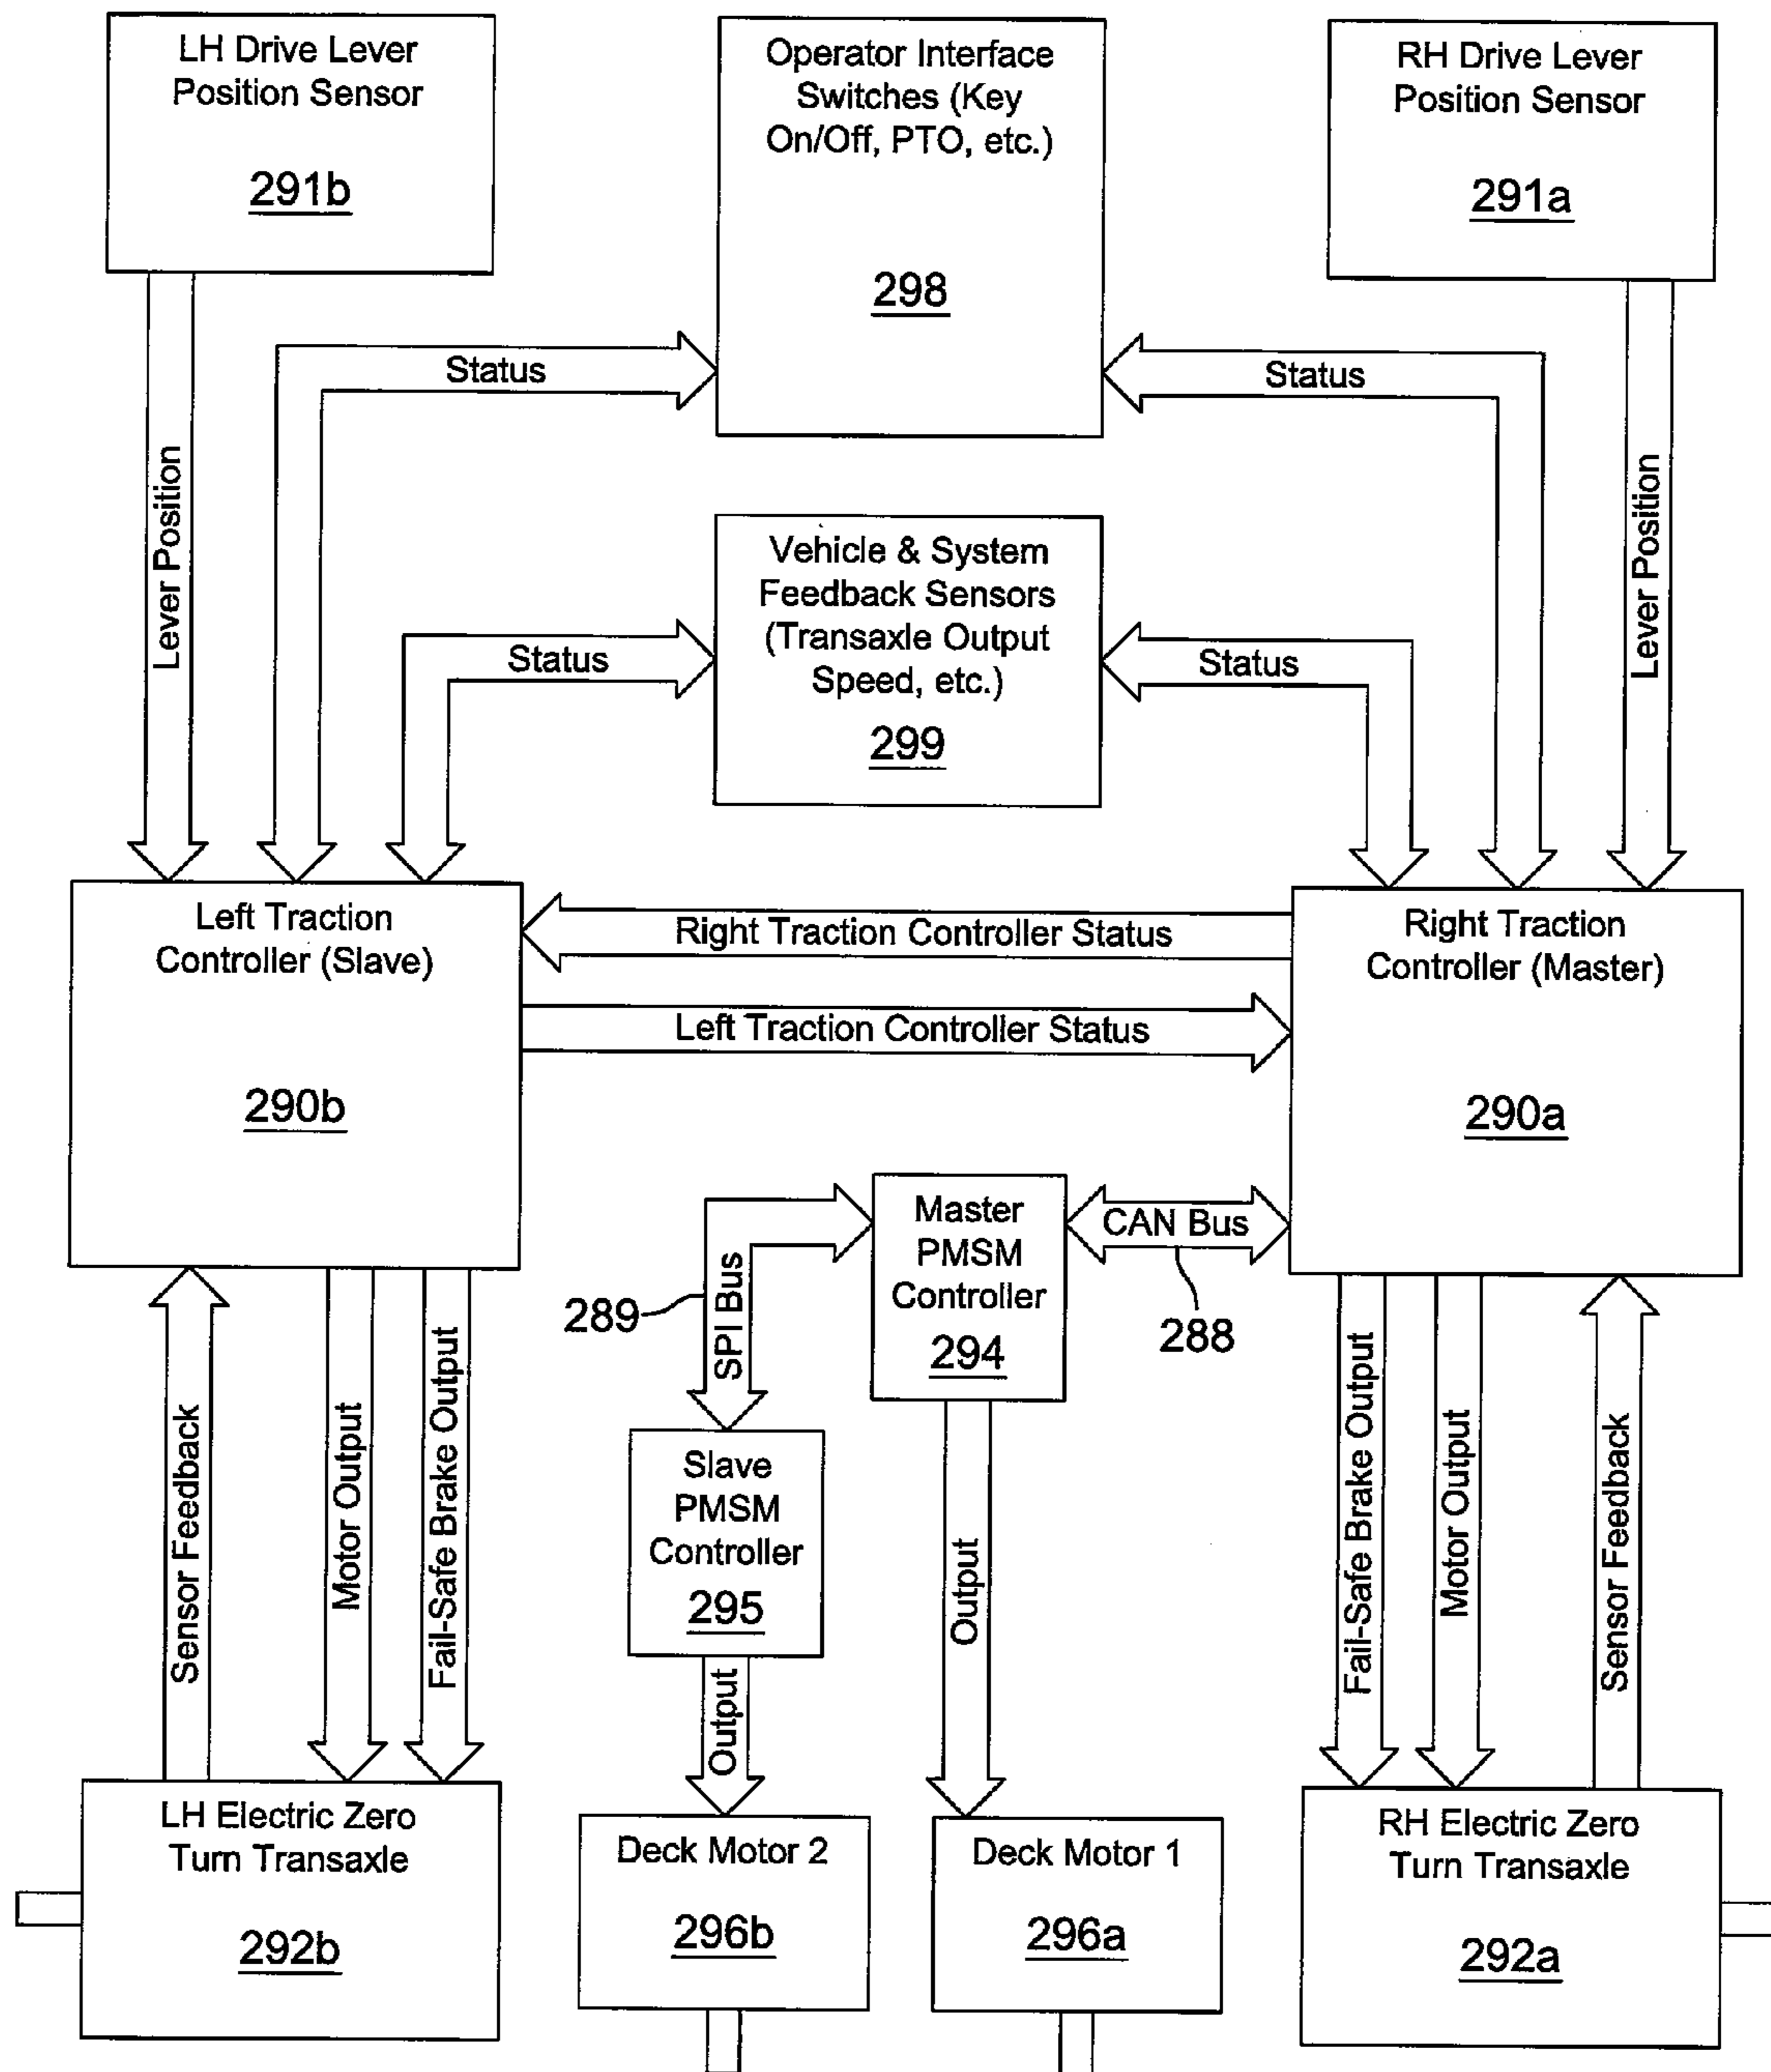 LH Drive Lever
Position Sensor
291b
Operator Interface
Switches (Key
On/Off, PTO, etc.)
298
RH Drive Lever
Position Sensor
291a
Status
Status
Lever Position
Lever Position
Vehicle & System
Feedback Sensors
(Transaxle Output
Speed, etc.)
299
Status
Status
Left Traction
Controller (Slave)
290b
Right Traction Controller Status
Left Traction Controller Status
Right Traction
Controller (Master)
290a
Master
PMSM
Controller
294
CAN Bus
288
289
SPI Bus
Slave
PMSM
Controller
295
Sensor Feedback
Motor Output
Fail-Safe Brake Output
Output
Output
Fail-Safe Brake Output
Motor Output
Sensor Feedback
LH Electric Zero
Turn Transaxle
292b
Deck Motor 2
296b
Deck Motor 1
296a
RH Electric Zero
Turn Transaxle
292a